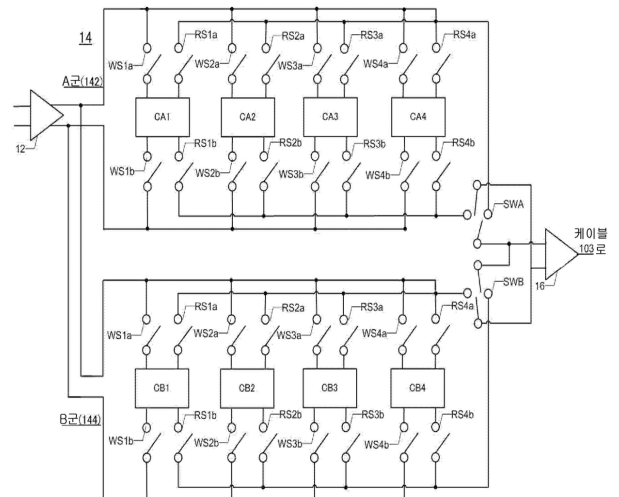 14
WS1a
RS1a
WS2a
RS2a
WS3a
RS3a
WS4a
RS4a
A군(142)
CA1
CA2
CA3
CA4
12
WS1b
RS1b
WS2b
RS2b
WS3b
RS3b
WS4b
RS4b
SWA
케이블
103로
16
SWB
WS1a
RS1a
WS2a
RS2a
WS3a
RS3a
WS4a
RS4a
CB1
CB2
CB3
CB4
B군(144)
WS1b
RS1b
WS2b
RS2b
WS3b
RS3b
WS4b
RS4b